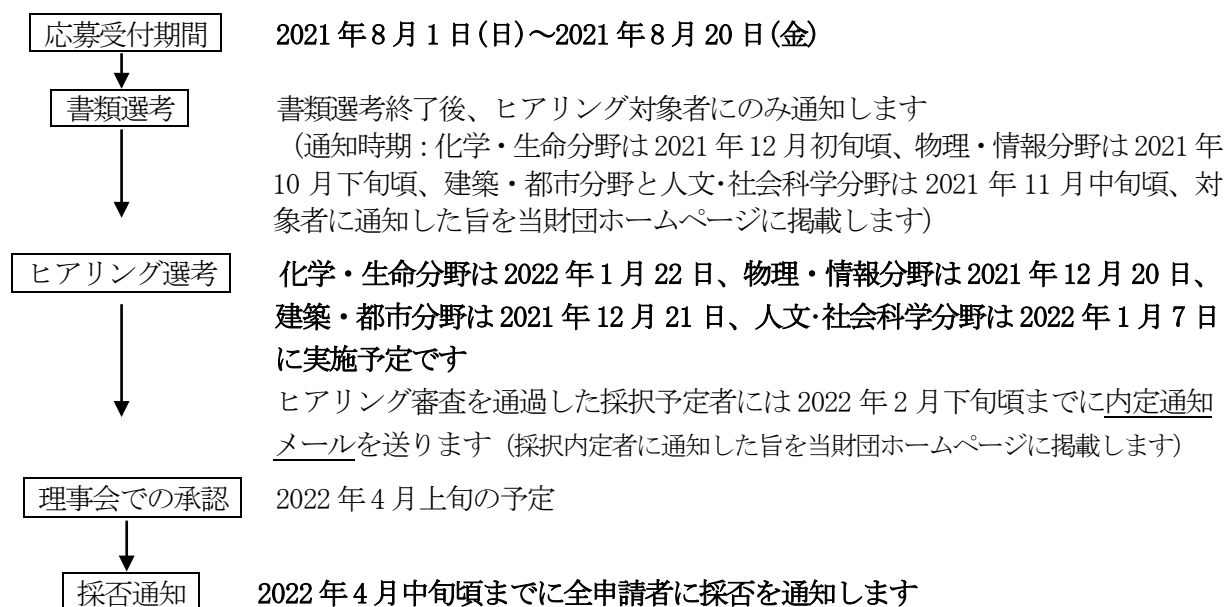 応募受付期間 2021年8月1日(日)～2021年8月20日(金)
書類選考 書類選考終了後、ヒアリング対象者にのみ通知します
（通知時期：化学・生命分野は2021年12月初旬頃、物理・情報分野は2021年
10月下旬頃、建築・都市分野と人文・社会科学分野は2021年11月中旬頃、対
象者に通知した旨を当財団ホームページに掲載します）
ヒアリング選考 化学・生命分野は2022年1月22日、物理・情報分野は2021年12月20日、
建築・都市分野は2021年12月21日、人文・社会科学分野は2022年1月7日
に実施予定です
ヒアリング審査を通過した採択予定者には2022年2月下旬頃までに内定通知
メールを送ります（採択内定者に通知した旨を当財団ホームページに掲載します）
理事会での承認 2022年4月上旬の予定
採否通知 2022年4月中旬頃までに全申請者に採否を通知します